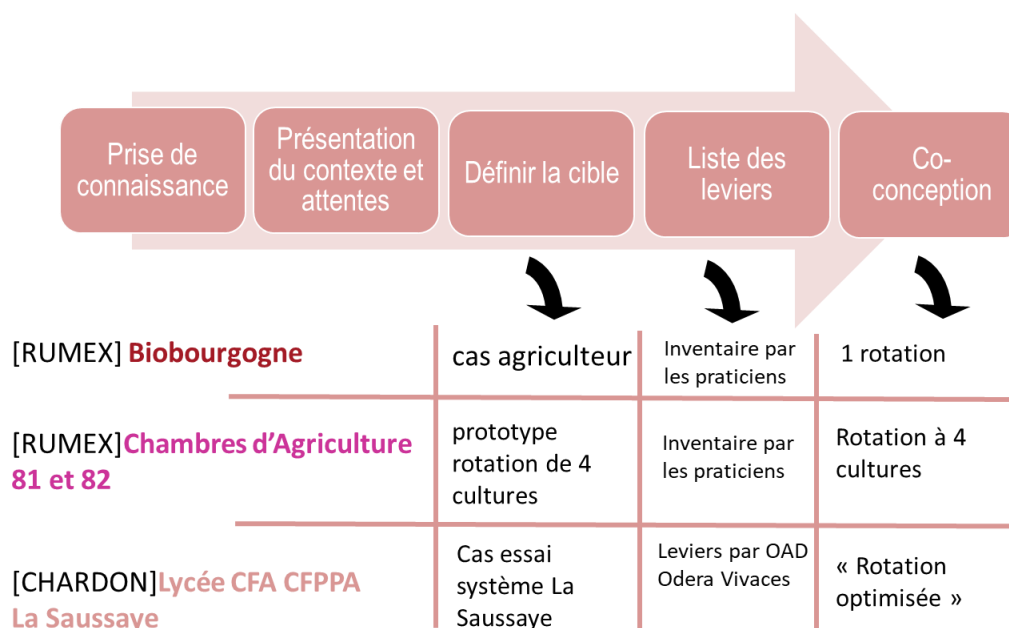 Prise de
connaissance
Présentation
du contexte et
attentes
Définir la cible
Liste des
leviers
Co-
conception
[RUMEX] Biobourgogne
cas agriculteur
Inventaire par
les praticiens
1 rotation
[RUMEX]Chambres d'Agriculture
81 et 82
prototype
rotation de 4
cultures
Inventaire par
les praticiens
Rotation à 4
cultures
[CHARDON]Lycée CFA CFPPA
La Saussaye
Cas essai
système La
Saussaye
Leviers par OAD
Odera Vivaces
« Rotation
optimisée »